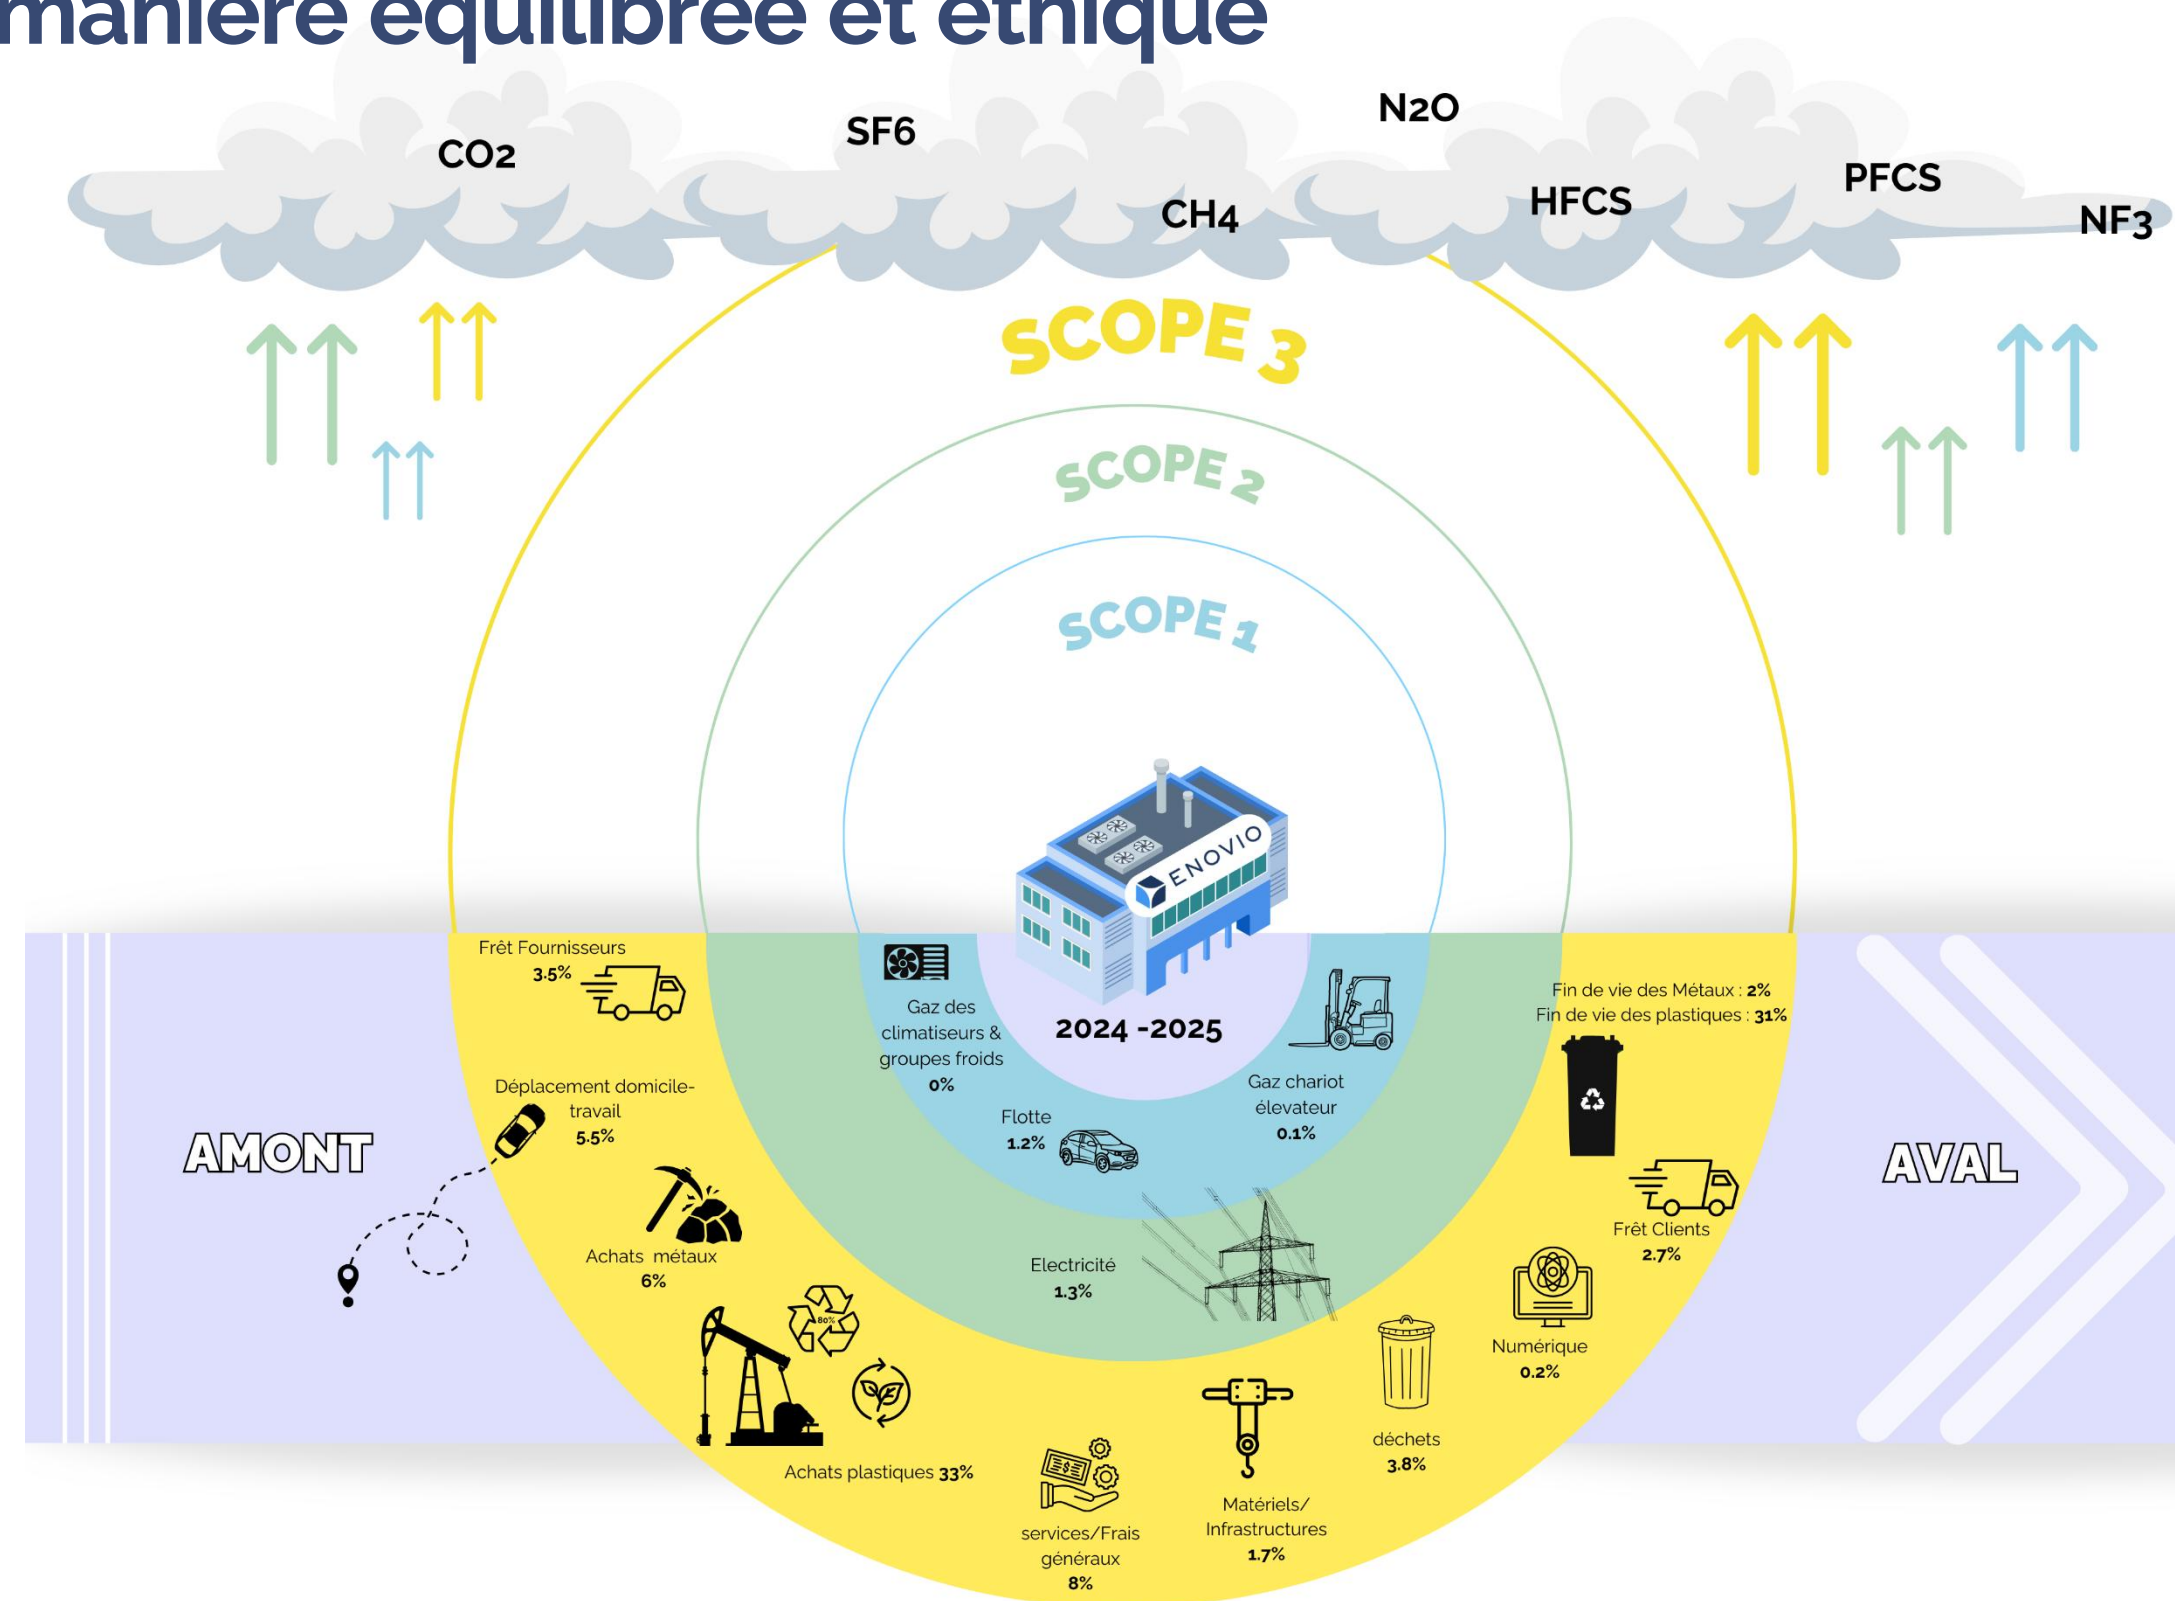 manière équilibrée et éthique
CO2
SF6
CH4
N2O
HFCS
PFCS
NF3
SCOPE 3
SCOPE 2
SCOPE 1
ENOVIO
2024 -2025
AMONT
AVAL
Frêt Fournisseurs
3.5%
Déplacement domicile-
travail
5.5%
Achats métaux
6%
80%
Achats plastiques 33%
services/Frais
généraux
8%
Matériels/
Infrastructures
1.7%
déchets
3.8%
Numérique
0.2%
Frêt Clients
2.7%
Fin de vie des Métaux : 2%
Fin de vie des plastiques : 31%
Gaz des
climatiseurs &
groupes froids
0%
Flotte
1.2%
Gaz chariot
élevateur
0.1%
Electricité
1.3%